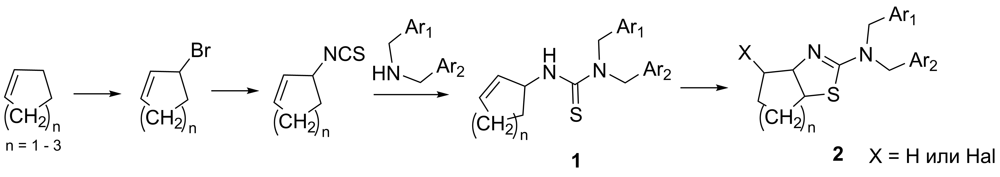 Br
NCS
HN
Ar1
Ar2
H
N
N
S
Ar1
Ar2
X
N
S
N
Ar1
Ar2
(CH2)n
(CH2)n
(CH2)n
(CH2)n
(CH2)n
n = 1 - 3
1
2 X = H или Hal